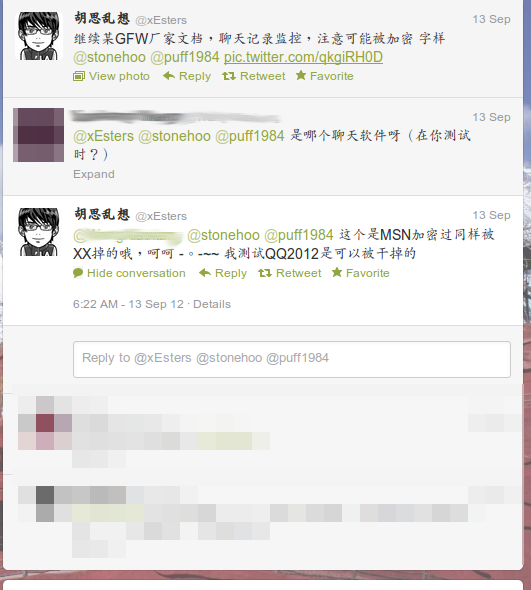 胡思乱想 @xEsters 13 Sep
继续某GFW厂家文档，聊天记录监控，注意可能被加密 字样
@stonehoo @puff1984 pic.twitter.com/qkgiRH0D
View photo Reply Retweet Favorite
13 Sep
@xEsters @stonehoo @puff1984 是哪个聊天软件呀（在你测试
时？）
Expand
胡思乱想 @xEsters 13 Sep
@stonehoo @puff1984 这个是MSN加密过同样被
XX掉的哦，呵呵 -。-~~ 我测试QQ2012是可以被干掉的
Hide conversation Reply Retweet Favorite
6:22 AM - 13 Sep 12 · Details
Reply to @xEsters @stonehoo @puff1984